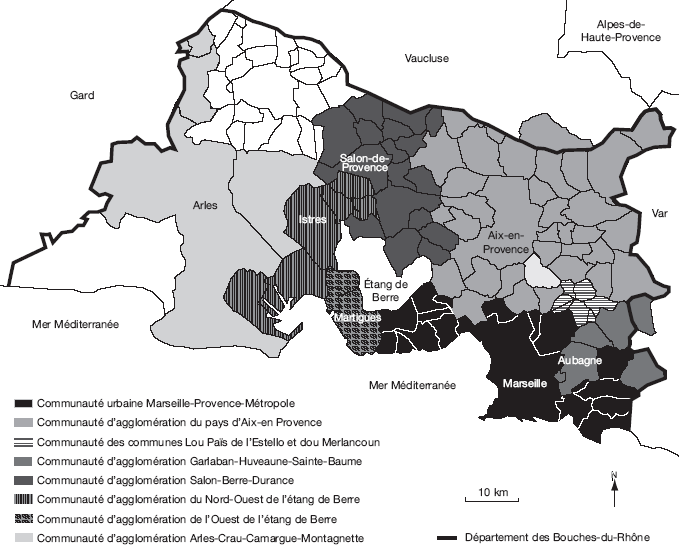 Alpes-de-
Haute-Provence
Vaucluse
Gard
Salon-de-
Provence
Arles
Istres
Var
Aix-en-
Provence
Étang de
Berre
Martigues
Mer Méditerranée
Aubagne
Marseille
Mer Méditerranée
Communauté urbaine Marseille-Provence-Métropole
Communauté d'agglomération du pays d'Aix-en Provence
Communauté des communes Lou Païs de l'Estello et dou Merlancoun
Communauté d'agglomération Garlaban-Huveaune-Sainte-Baume
Communauté d'agglomération Salon-Berre-Durance
Communauté d'agglomération du Nord-Ouest de l'étang de Berre
Communauté d'agglomération de l'Ouest de l'étang de Berre
Communauté d'agglomération Arles-Crau-Camargue-Montagnette
N
10 km
Département des Bouches-du-Rhône